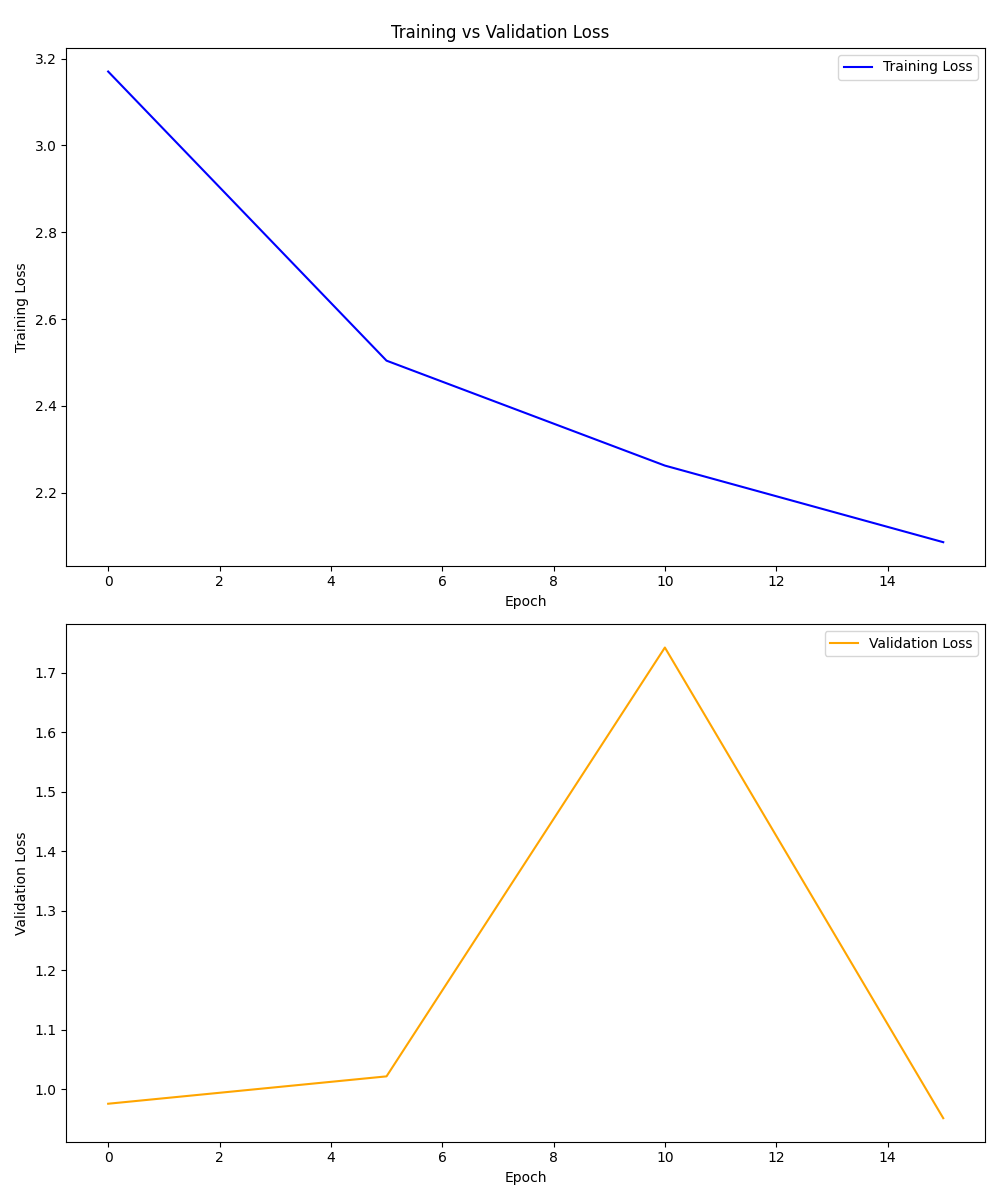 Training vs Validation Loss
Training Loss
3.2
3.0
2.8
2.6
2.4
2.2
Training Loss
0 2 4 6 8 10 12 14
Epoch
Validation Loss
1.7
1.6
1.5
1.4
1.3
1.2
1.1
1.0
Validation Loss
0 2 4 6 8 10 12 14
Epoch